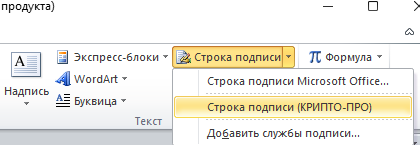 продукта)
Экспресс-блоки
Строка подписи
Формула
WordArt
Строка подписи Microsoft Office...
Надпись
Буквица
Строка подписи (КРИПТО-ПРО)
Текст
Добавить службы подписи...